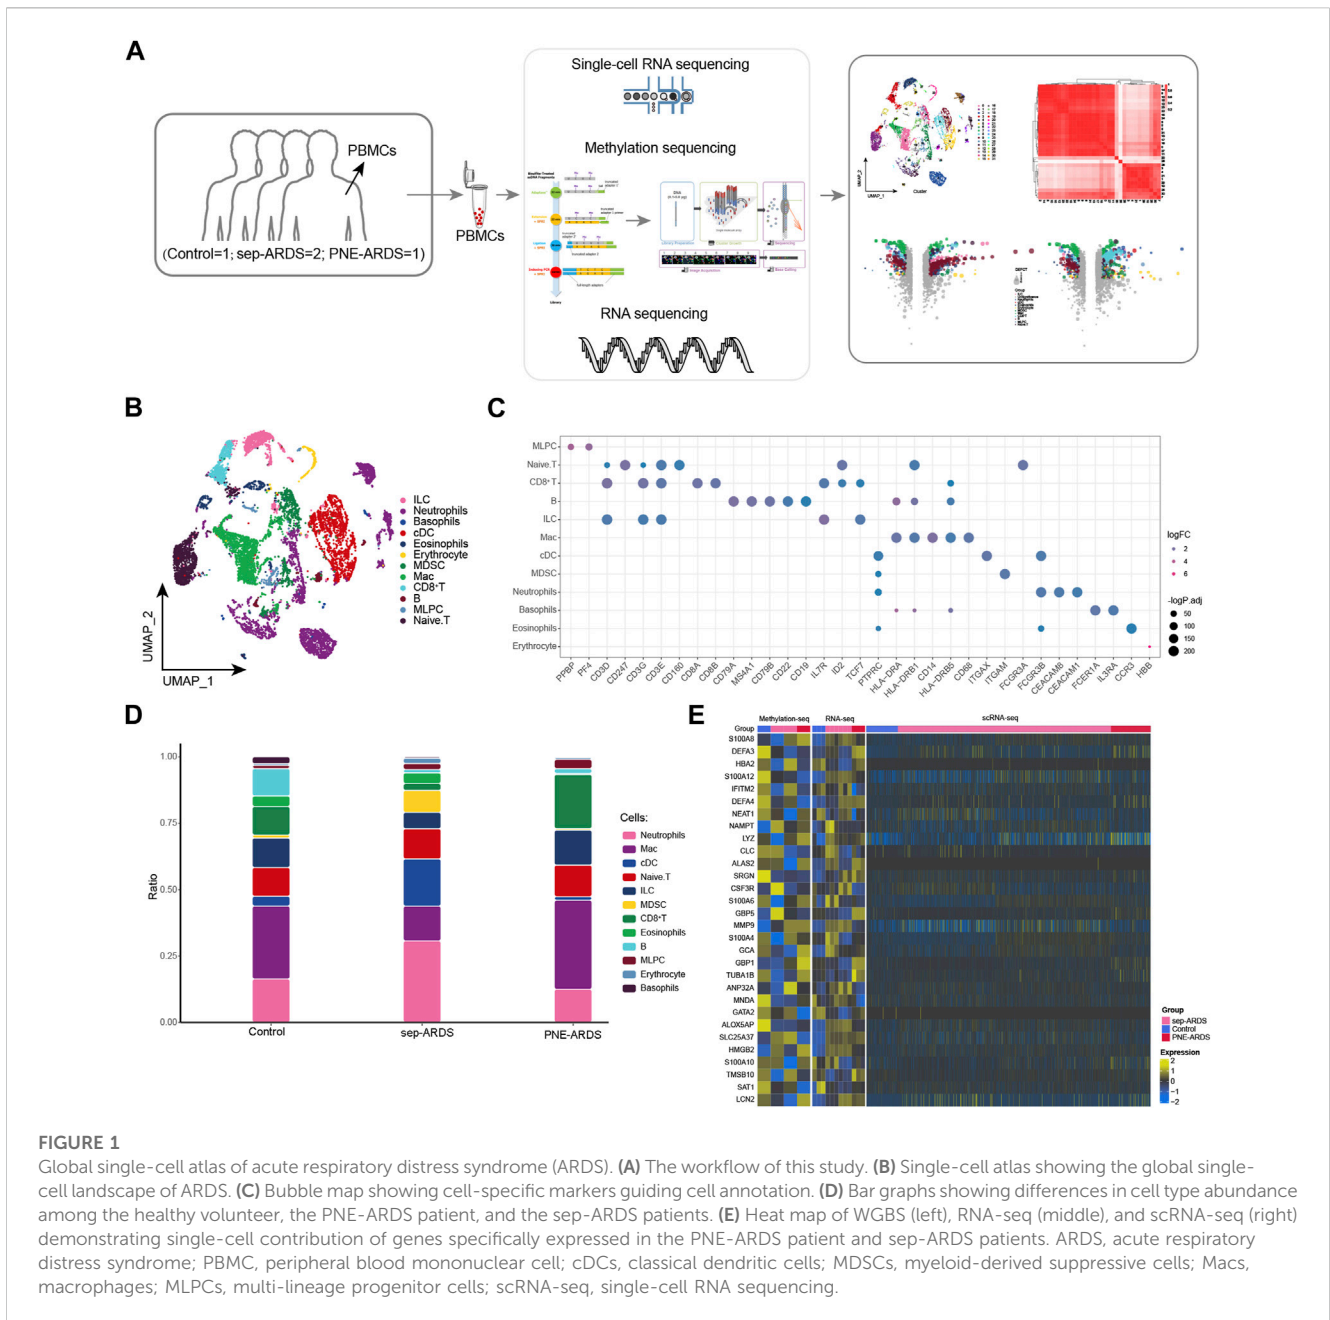 A
Single-cell RNA sequencing
PBMCs
Methylation sequencing
PBMCs
(Control=1; sep-ARDS=2; PNE-ARDS=1)
RNA sequencing
UMAP_2
UMAP_1
Cluster
B
ILC
Neutrophils
Basophils
cDC
Eosinophils
Erythrocyte
MDSC
Mac
CD8+T
B
MLPC
Naive.T
UMAP_2
UMAP_1
C
MLPC
Naive.T
CD8+T
B
ILC
Mac
cDC
MDSC
Neutrophils
Basophils
Eosinophils
Erythrocyte
PPBP
PF4
CD3D
CD247
CD3G
CD3E
CD160
CD8A
CD8B
CD79A
MS4A1
CD79B
CD22
CD19
IL7R
ID2
TCF7
PTPRC
HLA-DRA
HLA-DRB1
CD14
HLA-DRB5
CD68
ITGAX
ITGAM
FCGR3A
FCGR3B
CEACAM8
CEACAM1
FCER1A
IL3RA
CCR3
HBB
logFC
2
4
6
-logP.adj
50
100
150
200
D
Ratio
1.00
0.75
0.50
0.25
0.00
Control
sep-ARDS
PNE-ARDS
Cells:
Neutrophils
Mac
cDC
Naive.T
ILC
MDSC
CD8+T
Eosinophils
B
MLPC
Erythrocyte
Basophils
E
Methylation-seq
RNA-seq
scRNA-seq
Group
S100A8
DEFA3
HBA2
S100A12
IFITM2
DEFA4
NEAT1
NAMPT
LYZ
CLC
ALAS2
SRGN
CSF3R
S100A6
GBP5
MMP9
S100A4
GCA
GBP1
TUBA1B
ANP32A
MNDA
GATA2
ALOX5AP
SLC25A37
HMGB2
S100A10
TMSB10
SAT1
LCN2
Group
sep-ARDS
Control
PNE-ARDS
Expression
2
1
0
-1
-2
FIGURE 1
Global single-cell atlas of acute respiratory distress syndrome (ARDS). (A) The workflow of this study. (B) Single-cell atlas showing the global single-
cell landscape of ARDS. (C) Bubble map showing cell-specific markers guiding cell annotation. (D) Bar graphs showing differences in cell type abundance
among the healthy volunteer, the PNE-ARDS patient, and the sep-ARDS patients. (E) Heat map of WGBS (left), RNA-seq (middle), and scRNA-seq (right)
demonstrating single-cell contribution of genes specifically expressed in the PNE-ARDS patient and sep-ARDS patients. ARDS, acute respiratory
distress syndrome; PBMC, peripheral blood mononuclear cell; cDCs, classical dendritic cells; MDSCs, myeloid-derived suppressive cells; Macs,
macrophages; MLPCs, multi-lineage progenitor cells; scRNA-seq, single-cell RNA sequencing.